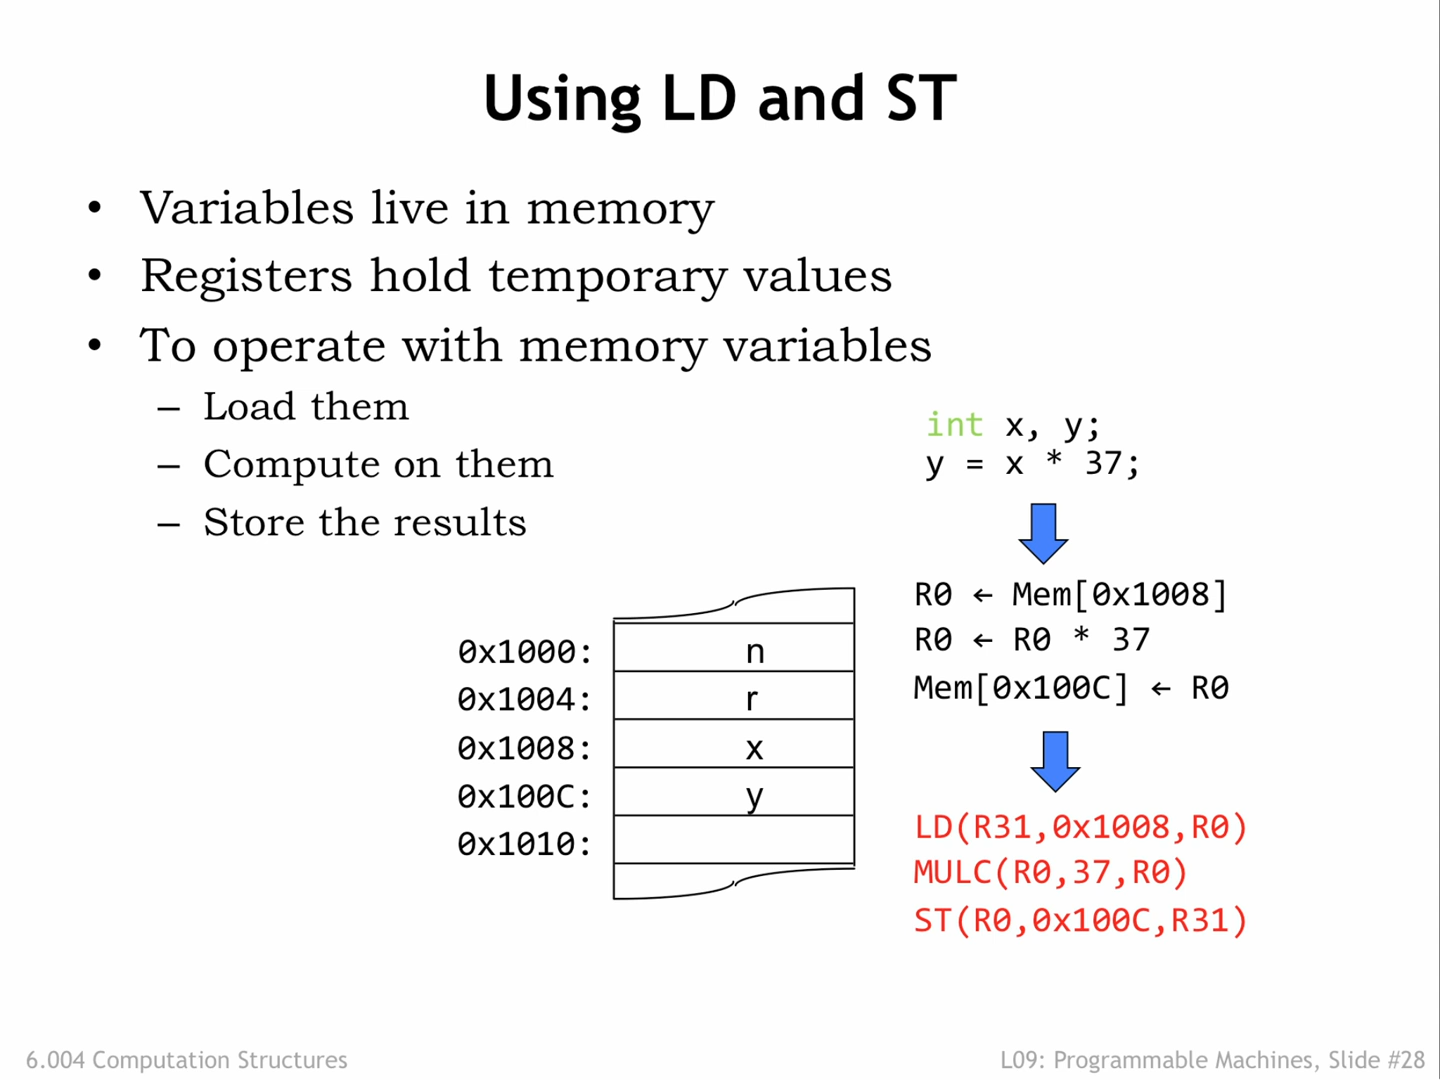 Using LD and ST
• Variables live in memory
• Registers hold temporary values
• To operate with memory variables
– Load them
– Compute on them
– Store the results
int x, y;
y = x * 37;
R0 ← Mem[0x1008]
R0 ← R0 * 37
Mem[0x100C] ← R0
LD(R31,0x1008,R0)
MULC(R0,37,R0)
ST(R0,0x100C,R31)
0x1000: n
0x1004: r
0x1008: x
0x100C: y
0x1010:
6.004 Computation Structures
L09: Programmable Machines, Slide #28